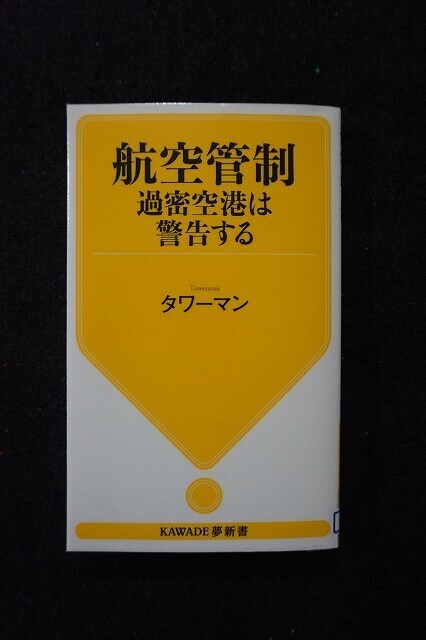 航空管制
過密空港は
警告する
Towerman
タワーマン
KAWADE夢新書